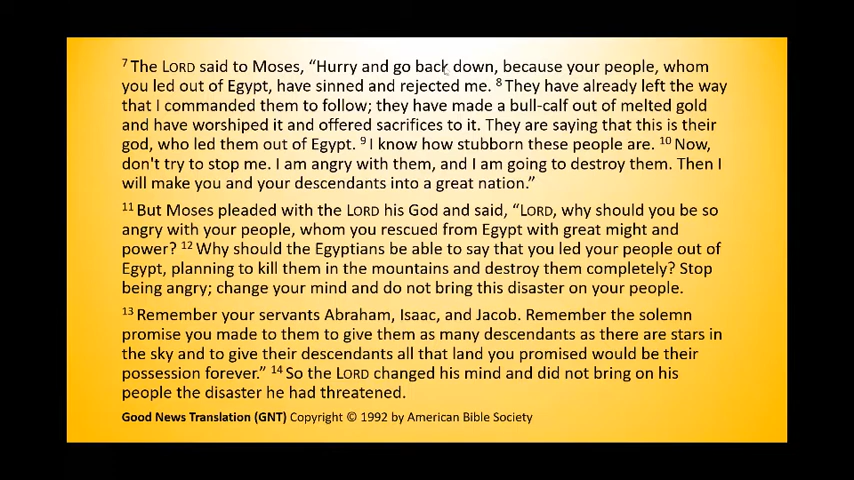 7 The LORD said to Moses, “Hurry and go back down, because your people, whom
you led out of Egypt, have sinned and rejected me. 8 They have already left the way
that I commanded them to follow; they have made a bull-calf out of melted gold
and have worshiped it and offered sacrifices to it. They are saying that this is their
god, who led them out of Egypt. 9 I know how stubborn these people are. 10 Now,
don't try to stop me. I am angry with them, and I am going to destroy them. Then I
will make you and your descendants into a great nation.”
11 But Moses pleaded with the LORD his God and said, “LORD, why should you be so
angry with your people, whom you rescued from Egypt with great might and
power? 12 Why should the Egyptians be able to say that you led your people out of
Egypt, planning to kill them in the mountains and destroy them completely? Stop
being angry; change your mind and do not bring this disaster on your people.
13 Remember your servants Abraham, Isaac, and Jacob. Remember the solemn
promise you made to them to give them as many descendants as there are stars in
the sky and to give their descendants all that land you promised would be their
possession forever.” 14 So the LORD changed his mind and did not bring on his
people the disaster he had threatened.
Good News Translation (GNT) Copyright © 1992 by American Bible Society